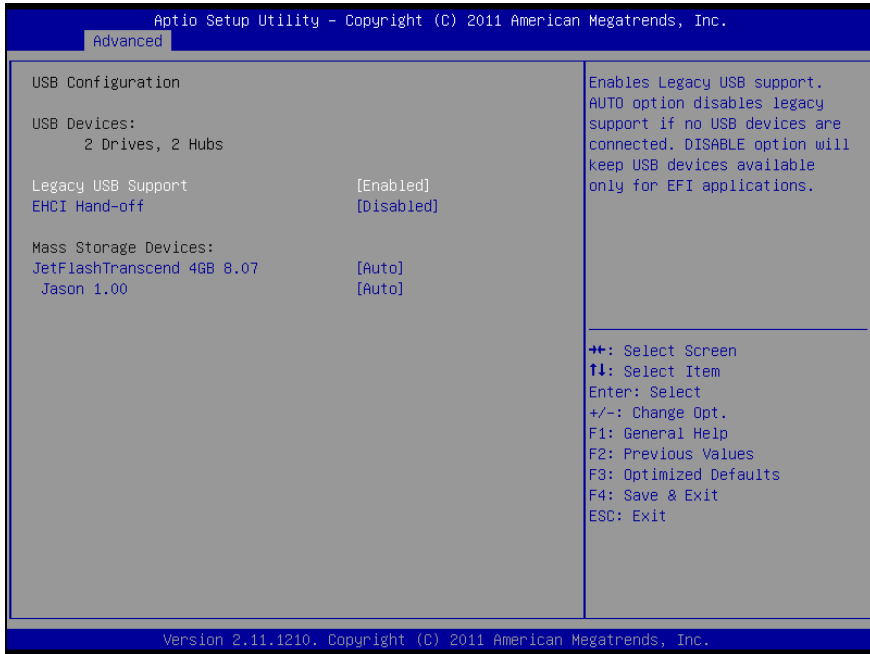 Aptio Setup Utility – Copyright (C) 2011 American Megatrends, Inc.
Advanced
USB Configuration
USB Devices:
2 Drives, 2 Hubs
Legacy USB Support [Enabled]
EHCI Hand-off [Disabled]
Mass Storage Devices:
JetFlashTranscend 4GB 8.07 [Auto]
Jason 1.00 [Auto]
Enables Legacy USB support.
AUTO option disables legacy
support if no USB devices are
connected. DISABLE option will
keep USB devices available
only for EFI applications.
→←: Select Screen
↑↓: Select Item
Enter: Select
+/-: Change Opt.
F1: General Help
F2: Previous Values
F3: Optimized Defaults
F4: Save & Exit
ESC: Exit
Version 2.11.1210. Copyright (C) 2011 American Megatrends, Inc.